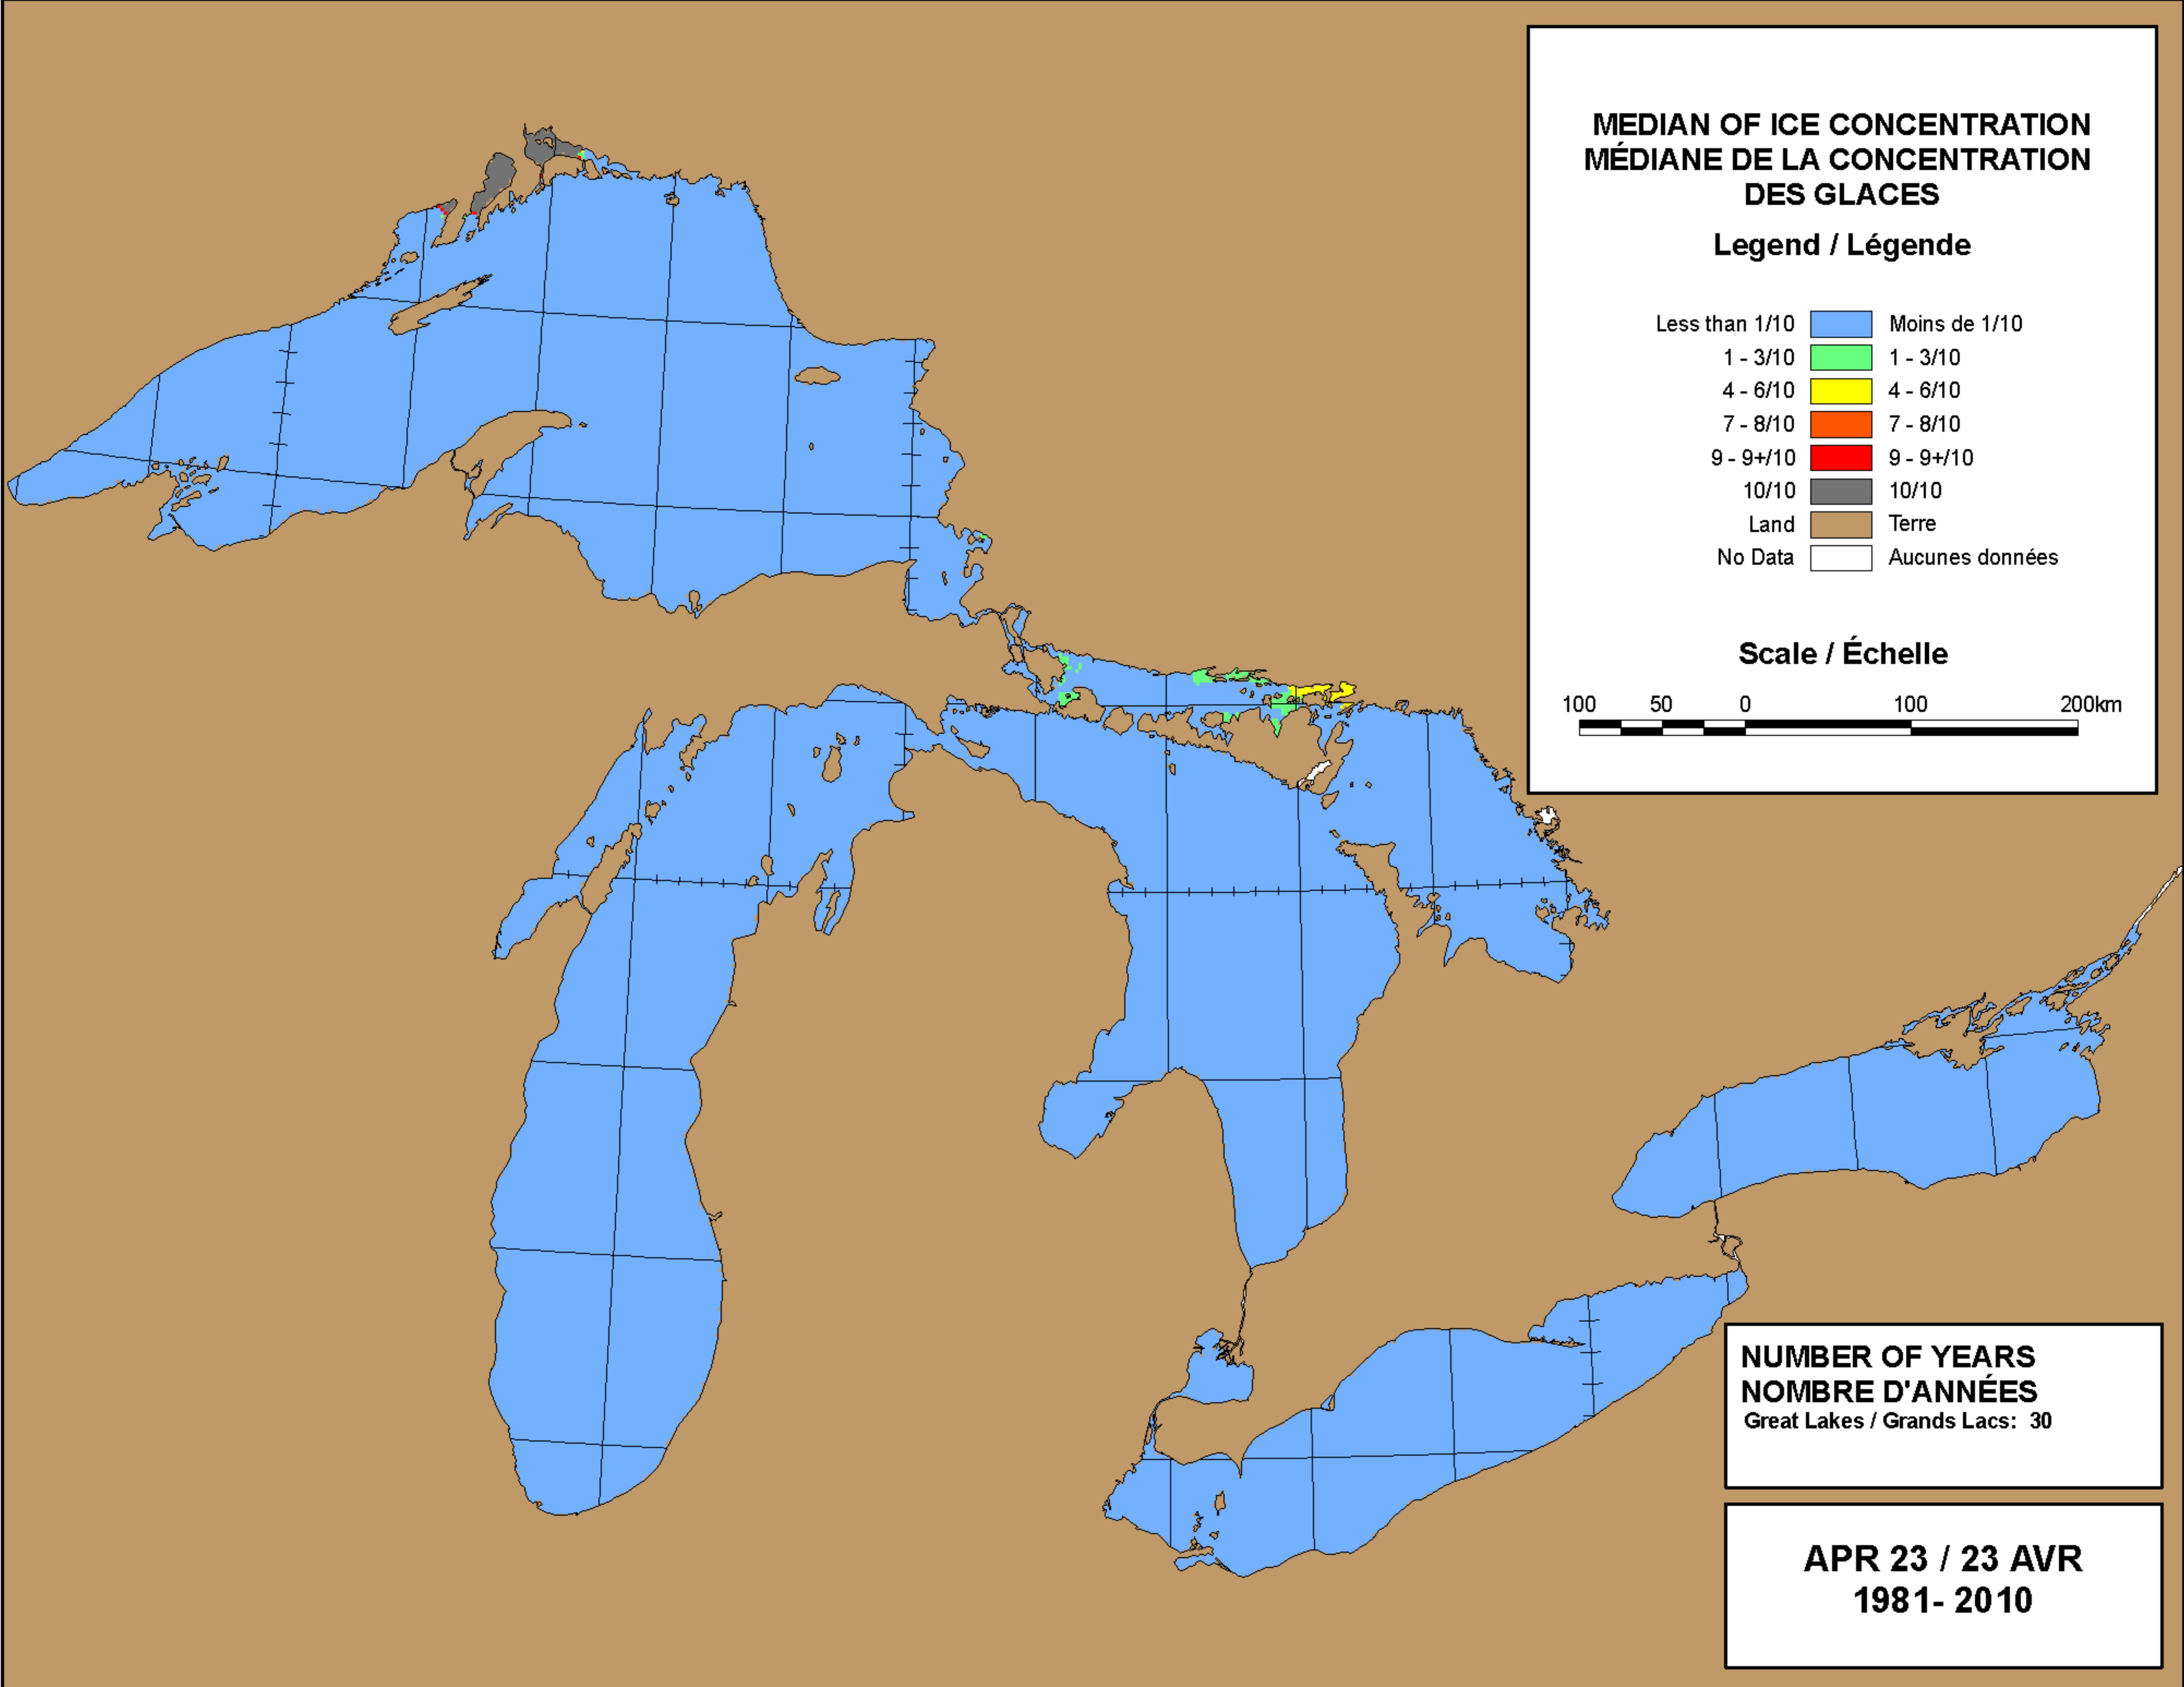 MEDIAN OF ICE CONCENTRATION
MÉDIANE DE LA CONCENTRATION
DES GLACES
Legend / Légende
Less than 1/10 Moins de 1/10
1 - 3/10 1 - 3/10
4 - 6/10 4 - 6/10
7 - 8/10 7 - 8/10
9 - 9+/10 9 - 9+/10
10/10 10/10
Land Terre
No Data Aucunes données
Scale / Échelle
100 50 0 100 200km
NUMBER OF YEARS
NOMBRE D'ANNÉES
Great Lakes / Grands Lacs: 30
APR 23 / 23 AVR
1981- 2010